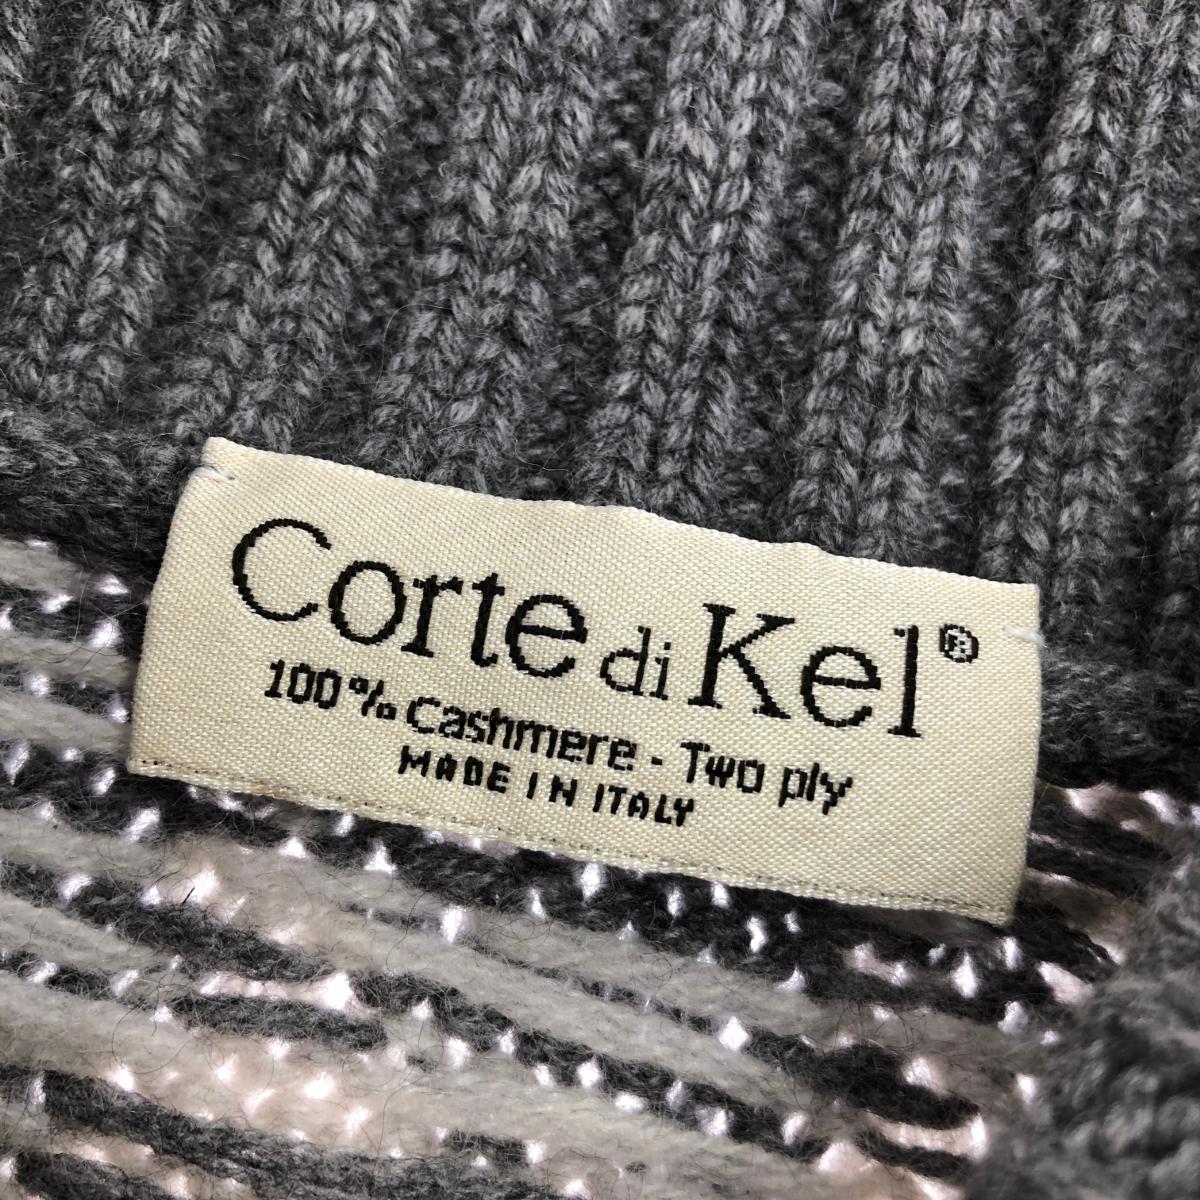 Corte di Kel®
100% Cashmere - Two ply
MADE IN ITALY